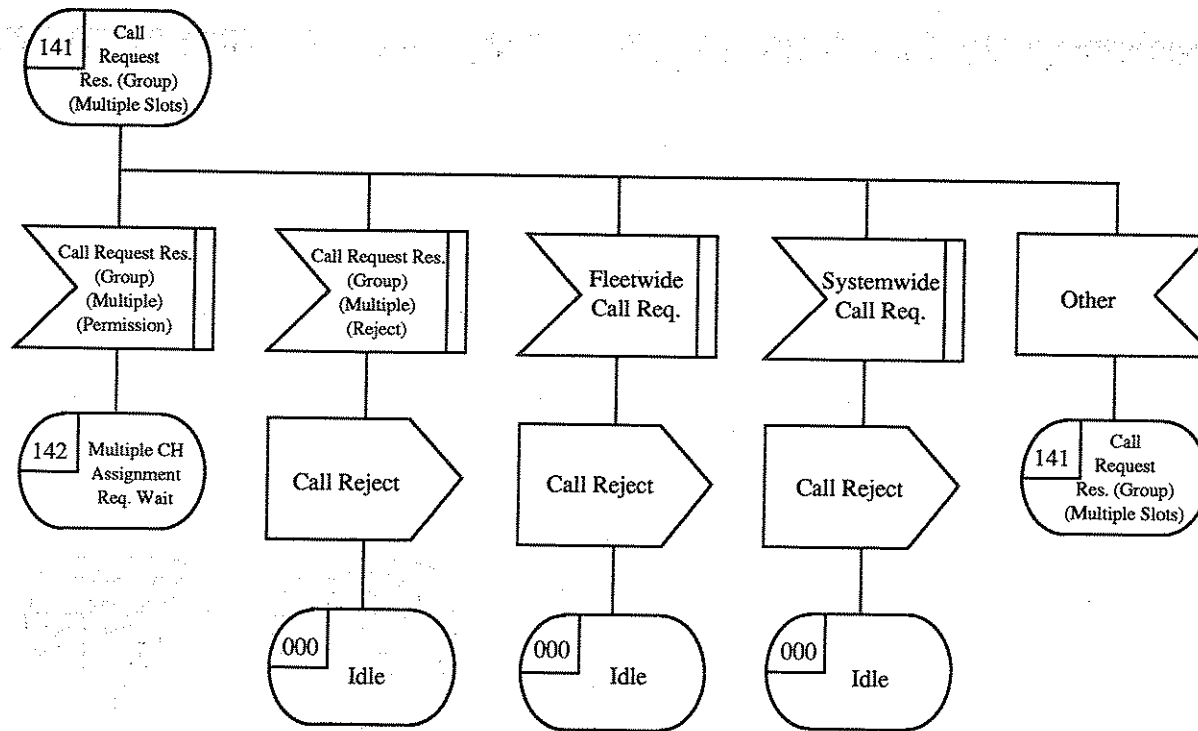 141
Call
Request
Res. (Group)
(Multiple Slots)
Call Request Res.
(Group)
(Multiple)
(Permission)
Call Request Res.
(Group)
(Multiple)
(Reject)
Fleetwide
Call Req.
Systemwide
Call Req.
Other
142
Multiple CH
Assignment
Req. Wait
Call Reject
Call Reject
Call Reject
141
Call
Request
Res. (Group)
(Multiple Slots)
000
Idle
000
Idle
000
Idle